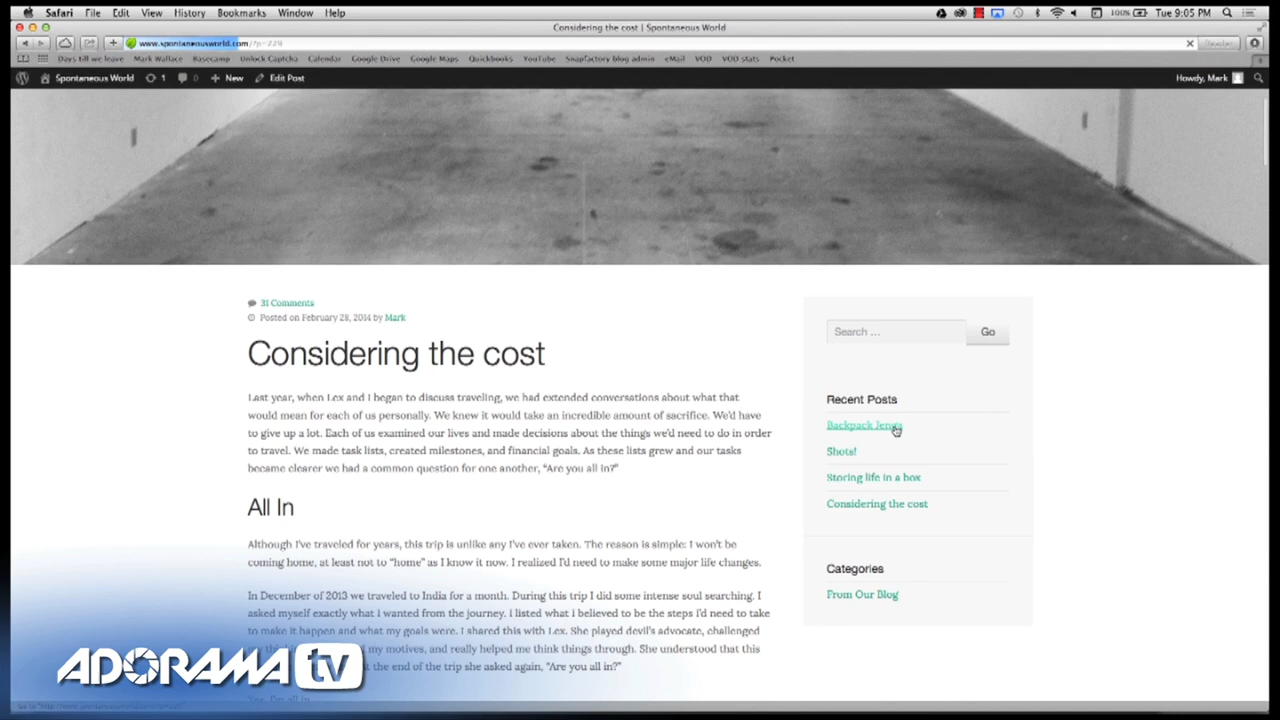 Safari File Edit View History Bookmarks Window Help 100% Tue 9:05 PM
Considering the cost | Spontaneous World
www.spontaneousworld.com/?p=229 Reader
Days till we leave Mark Wallace Basecamp Unlock Captcha Calendar Google Drive Google Maps Quickbooks YouTube Snapfactory blog admin eMail VOD VOD stats Pocket
Spontaneous World 1 0 New Edit Post Howdy, Mark
31 Comments
Posted on February 28, 2014 by Mark
Considering the cost
Last year, when Lex and I began to discuss traveling, we had extended conversations about what that
would mean for each of us personally. We knew it would take an incredible amount of sacrifice. We'd have
to give up a lot. Each of us examined our lives and made decisions about the things we'd need to do in order
to travel. We made task lists, created milestones, and financial goals. As these lists grew and our tasks
became clearer we had a common question for one another, “Are you all in?”
All In
Although I've traveled for years, this trip is unlike any I've ever taken. The reason is simple: I won't be
coming home, at least not to “home” as I know it now. I realized I'd need to make some major life changes.
In December of 2013 we traveled to India for a month. During this trip I did some intense soul searching. I
asked myself exactly what I wanted from the journey. I listed what I believed to be the steps I'd need to take
to make it happen and what my goals were. I shared this with Lex. She played devil's advocate, challenged
my motives, and really helped me think things through. She understood that this
the end of the trip she asked again, “Are you all in?”
Yes, I'm all in
Search ... Go
Recent Posts
Backpack Jenga
Shots!
Storing life in a box
Considering the cost
Categories
From Our Blog
ADORAMA tv